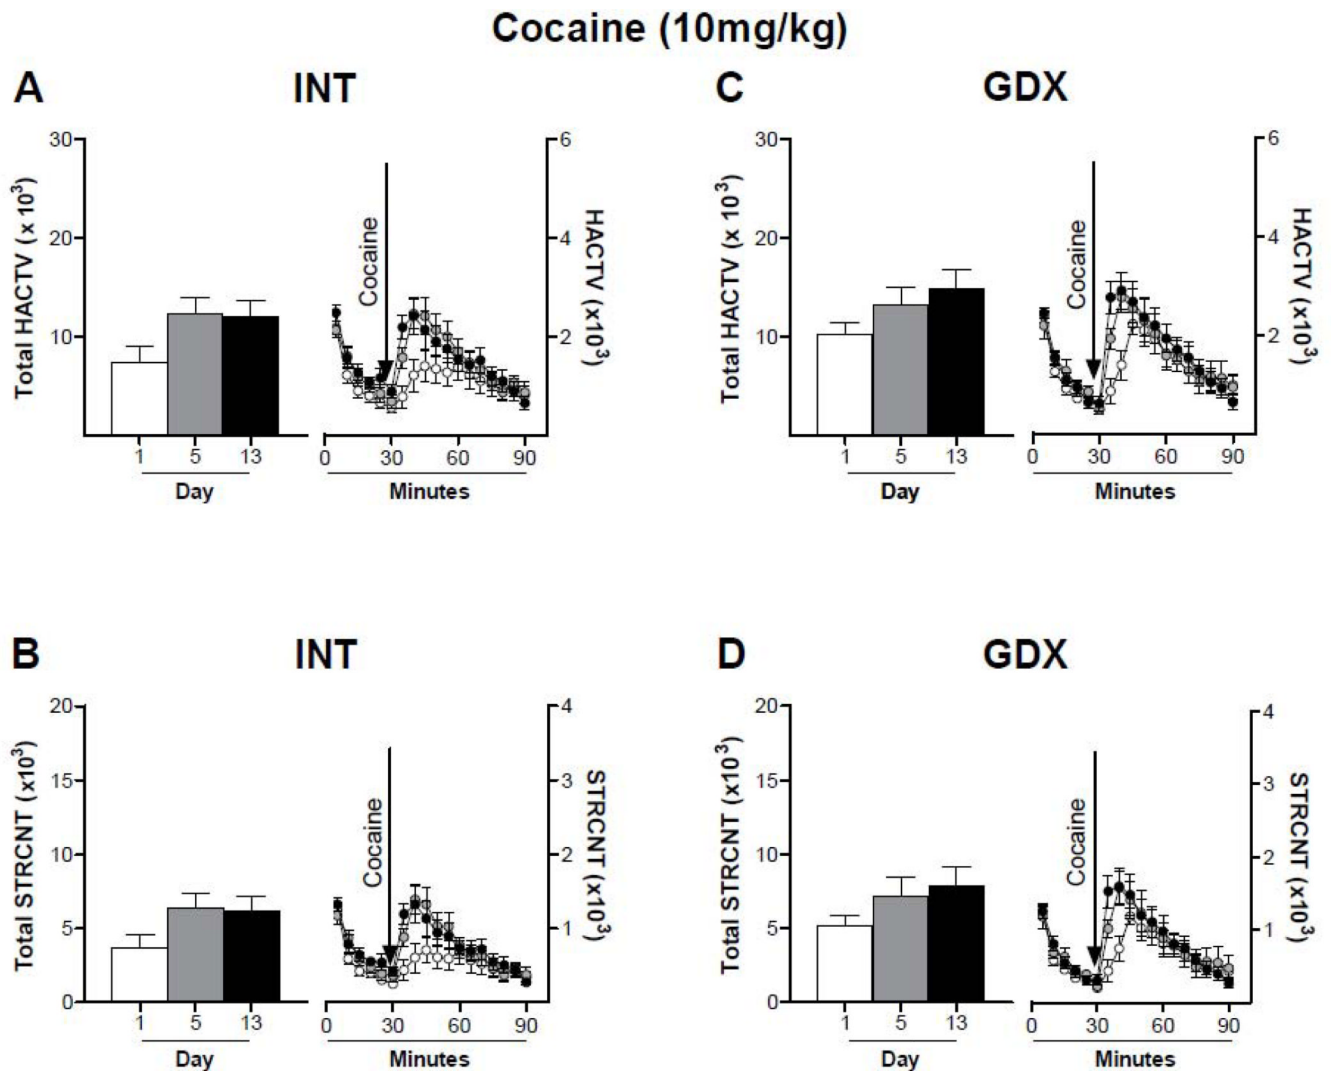 Cocaine (10mg/kg)
A INT
30
20
10
Total HACTV (x 10³)
1 5 13
Day
Cocaine
6
4
2
HACTV (x10³)
0 30 60 90
Minutes
C GDX
30
20
10
Total HACTV (x 10³)
1 5 13
Day
Cocaine
6
4
2
HACTV (x10³)
0 30 60 90
Minutes
B INT
20
15
10
5
0
Total STRCNT (x10³)
1 5 13
Day
Cocaine
4
3
2
1
STRCNT (x10³)
0 30 60 90
Minutes
D GDX
20
15
10
5
0
Total STRCNT (x10³)
1 5 13
Day
Cocaine
4
3
2
1
STRCNT (x10³)
0 30 60 90
Minutes